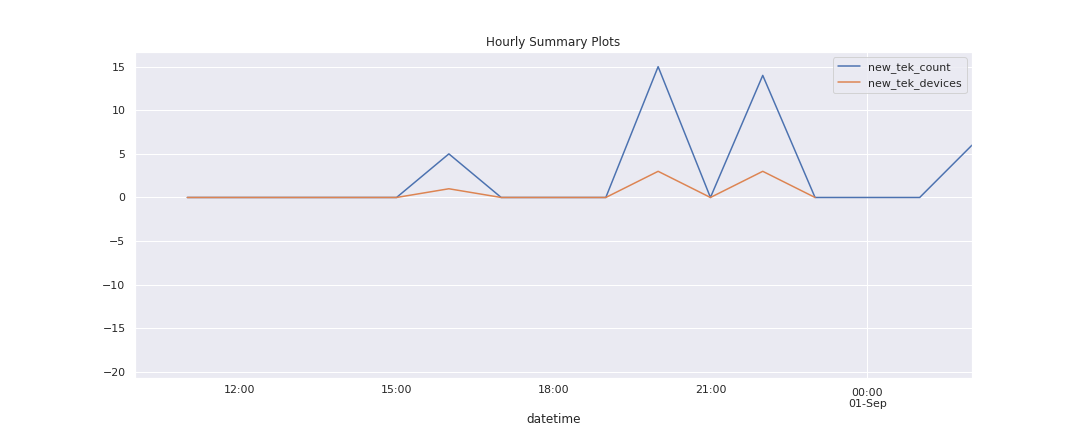 Hourly Summary Plots
new_tek_count
new_tek_devices
15
10
5
0
−5
−10
−15
−20
12:00
15:00
18:00
21:00
00:00
01-Sep
datetime